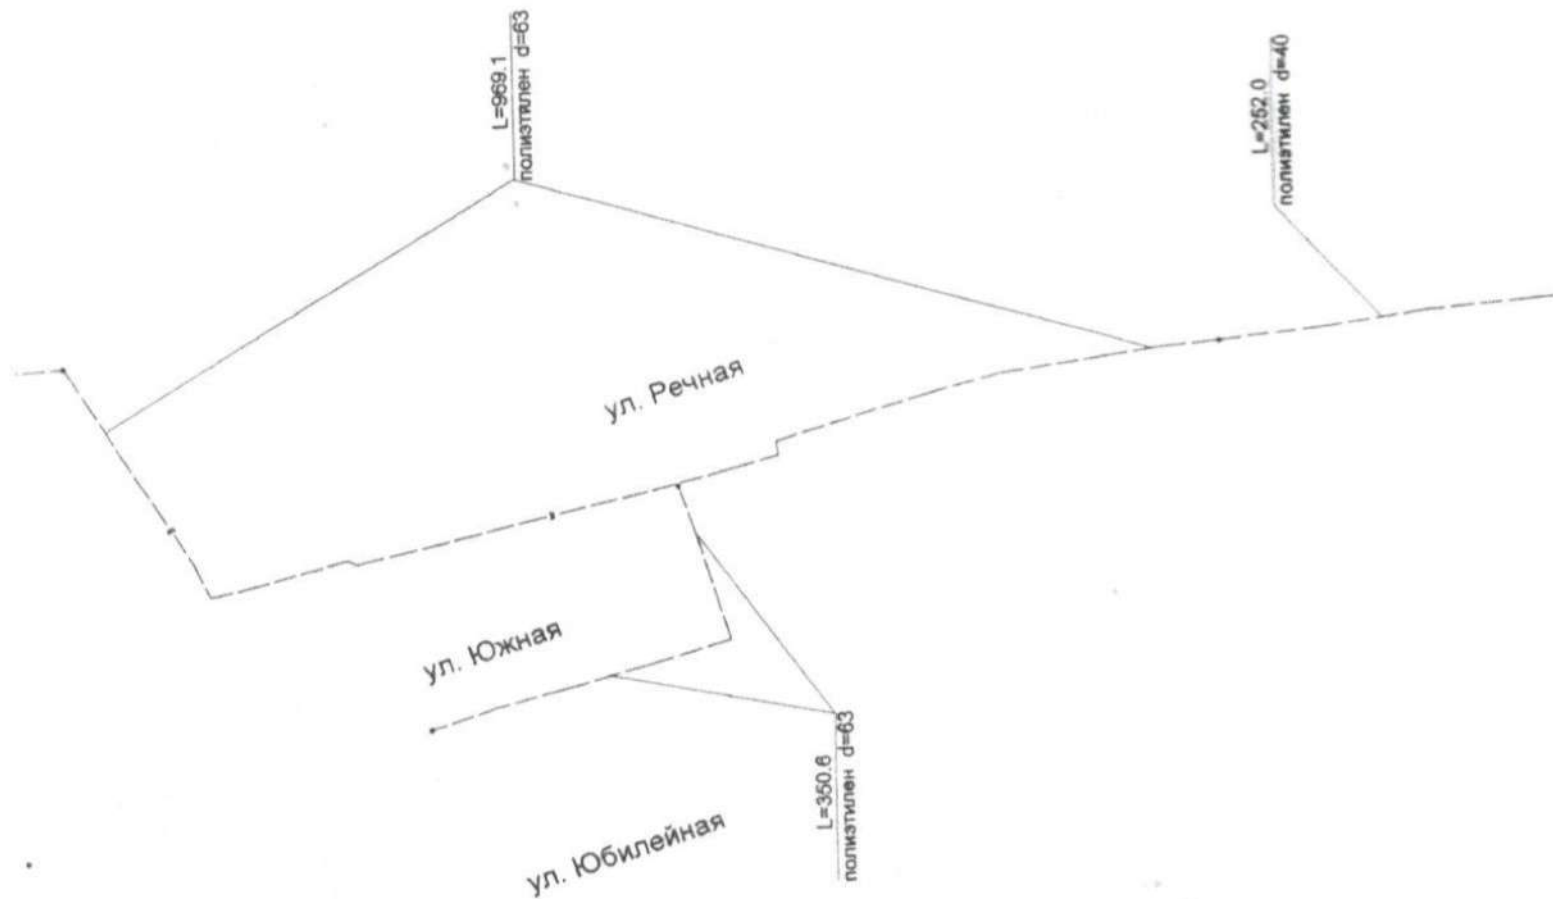 L=969.1
полиэтилен d=63
L=252.0
полиэтилен d=40
ул. Речная
ул. Южная
L=350.6
полиэтилен d=63
ул. Юбилейная